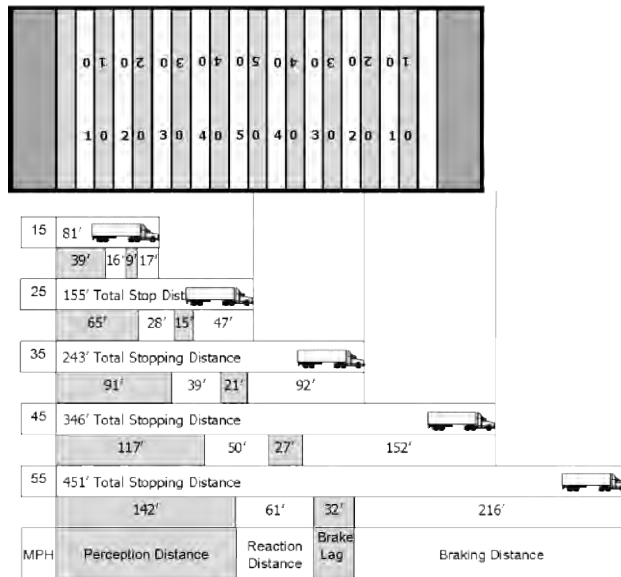 0 1 0 2 0 3 0 4 0 5 0 4 0 3 0 2 0 1
1 0 2 0 3 0 4 0 5 0 4 0 3 0 2 0 1 0
15 81'
39' 16' 9' 17'
25 155' Total Stop Dist
65' 28' 15' 47'
35 243' Total Stopping Distance
91' 39' 21' 92'
45 346' Total Stopping Distance
117' 50' 27' 152'
55 451' Total Stopping Distance
142' 61' 32' 216'
MPH Perception Distance Reaction Distance Brake Lag Braking Distance